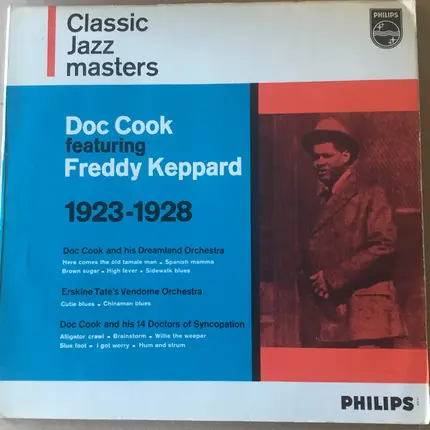 Classic
Jazz
masters
PHILIPS
Doc Cook
featuring
Freddy Keppard
1923-1928
Doc Cook and his Dreamland Orchestra
Here comes the old tamale man - Spanish mamma
Brown sugar - High fever - Sidewalk blues
Erskine Tate's Vendome Orchestra
Cutie blues - Chinaman blues
Doc Cook and his 14 Doctors of Syncopation
Alligator crawl - Brainstorm - Willie the weeper
Slue foot - I got worry - Hum and strum
PHILIPS